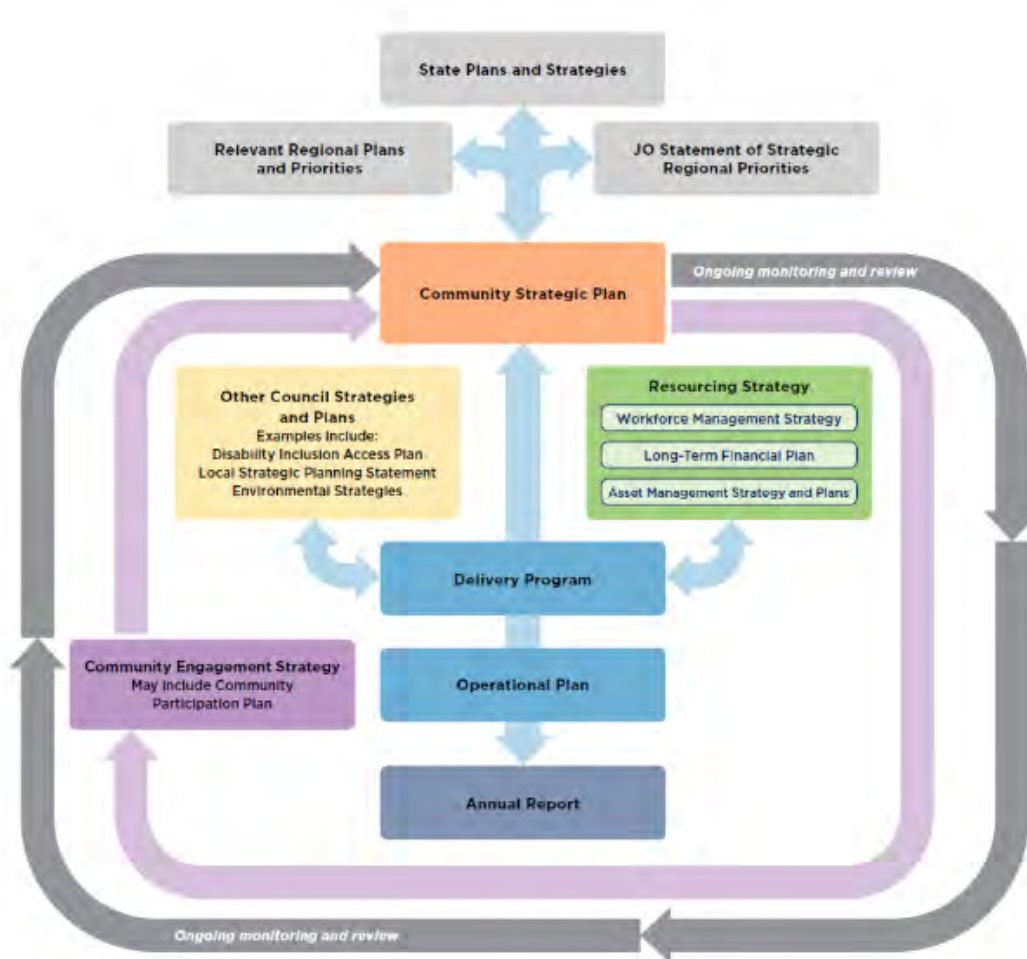 State Plans and Strategies
Relevant Regional Plans
and Priorities
JO Statement of Strategic
Regional Priorities
Community Strategic Plan
Ongoing monitoring and review
Other Council Strategies
and Plans
Examples Include:
Disability Inclusion Access Plan
Local Strategic Planning Statement
Environmental Strategies
Resourcing Strategy
Workforce Management Strategy
Long-Term Financial Plan
Asset Management Strategy and Plans
Delivery Program
Community Engagement Strategy
May Include Community
Participation Plan
Operational Plan
Annual Report
Ongoing monitoring and review